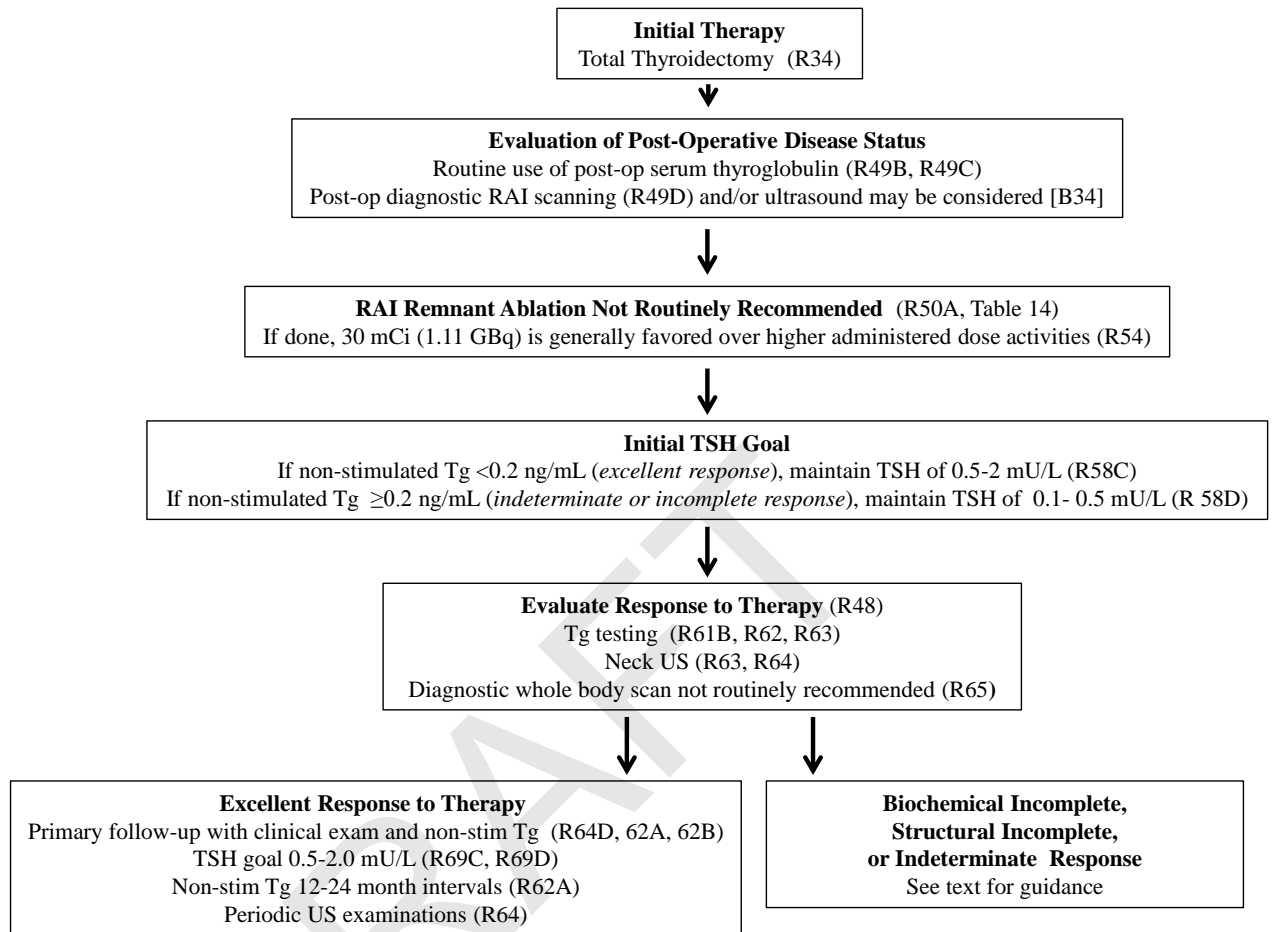 Initial Therapy
Total Thyroidectomy (R34)
Evaluation of Post-Operative Disease Status
Routine use of post-op serum thyroglobulin (R49B, R49C)
Post-op diagnostic RAI scanning (R49D) and/or ultrasound may be considered [B34]
RAI Remnant Ablation Not Routinely Recommended (R50A, Table 14)
If done, 30 mCi (1.11 GBq) is generally favored over higher administered dose activities (R54)
Initial TSH Goal
If non-stimulated Tg <0.2 ng/mL (excellent response), maintain TSH of 0.5-2 mU/L (R58C)
If non-stimulated Tg ≥0.2 ng/mL (indeterminate or incomplete response), maintain TSH of 0.1- 0.5 mU/L (R 58D)
Evaluate Response to Therapy (R48)
Tg testing (R61B, R62, R63)
Neck US (R63, R64)
Diagnostic whole body scan not routinely recommended (R65)
Excellent Response to Therapy
Primary follow-up with clinical exam and non-stim Tg (R64D, 62A, 62B)
TSH goal 0.5-2.0 mU/L (R69C, R69D)
Non-stim Tg 12-24 month intervals (R62A)
Periodic US examinations (R64)
Biochemical Incomplete,
Structural Incomplete,
or Indeterminate Response
See text for guidance
RAFT